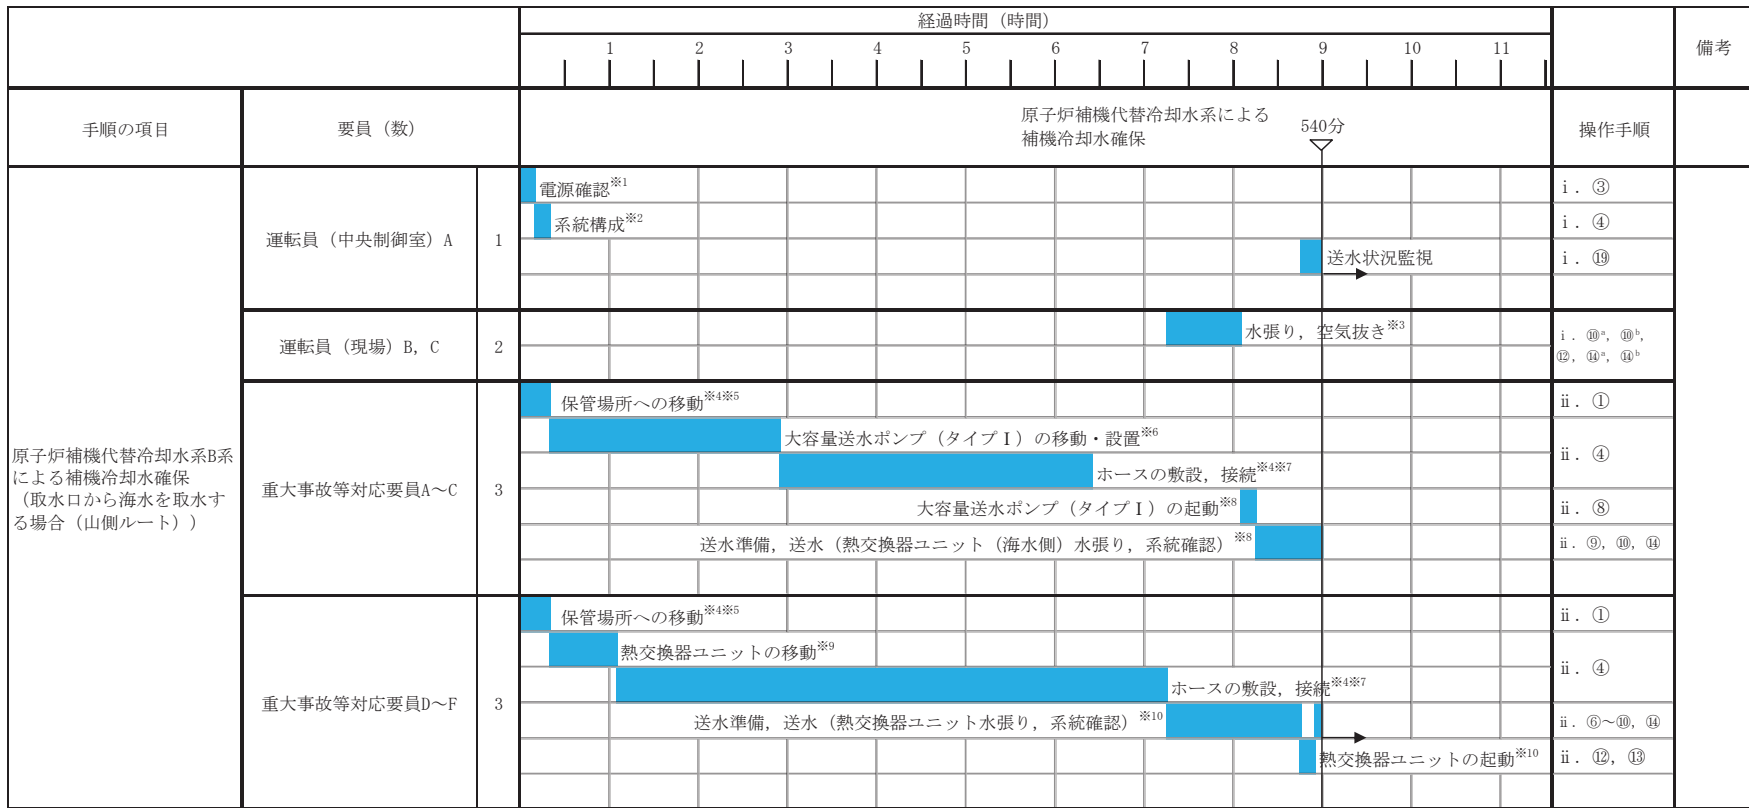 経過時間（時間）
1 2 3 4 5 6 7 8 9 10 11
備考
手順の項目
要員（数）
原子炉補機代替冷却水系による
補機冷却水確保
540分
操作手順
原子炉補機代替冷却水系B系
による補機冷却水確保
（取水口から海水を取水す
る場合（山側ルート））
運転員（中央制御室）A
1
電源確認※1
ⅰ．③
系統構成※2
ⅰ．④
送水状況監視
ⅰ．⑲
運転員（現場）B，C
2
水張り，空気抜き※3
ⅰ．⑩a，⑩b，
⑫，⑭a，⑭b
重大事故等対応要員A～C
3
保管場所への移動※4※5
ⅱ．①
大容量送水ポンプ（タイプⅠ）の移動・設置※6
ⅱ．④
ホースの敷設，接続※4※7
大容量送水ポンプ（タイプⅠ）の起動※8
ⅱ．⑧
送水準備，送水（熱交換器ユニット（海水側）水張り，系統確認）※8
ⅱ．⑨，⑩，⑭
重大事故等対応要員D～F
3
保管場所への移動※4※5
ⅱ．①
熱交換器ユニットの移動※9
ⅱ．④
ホースの敷設，接続※4※7
送水準備，送水（熱交換器ユニット水張り，系統確認）※10
ⅱ．⑥～⑩，⑭
熱交換器ユニットの起動※10
ⅱ．⑫，⑬